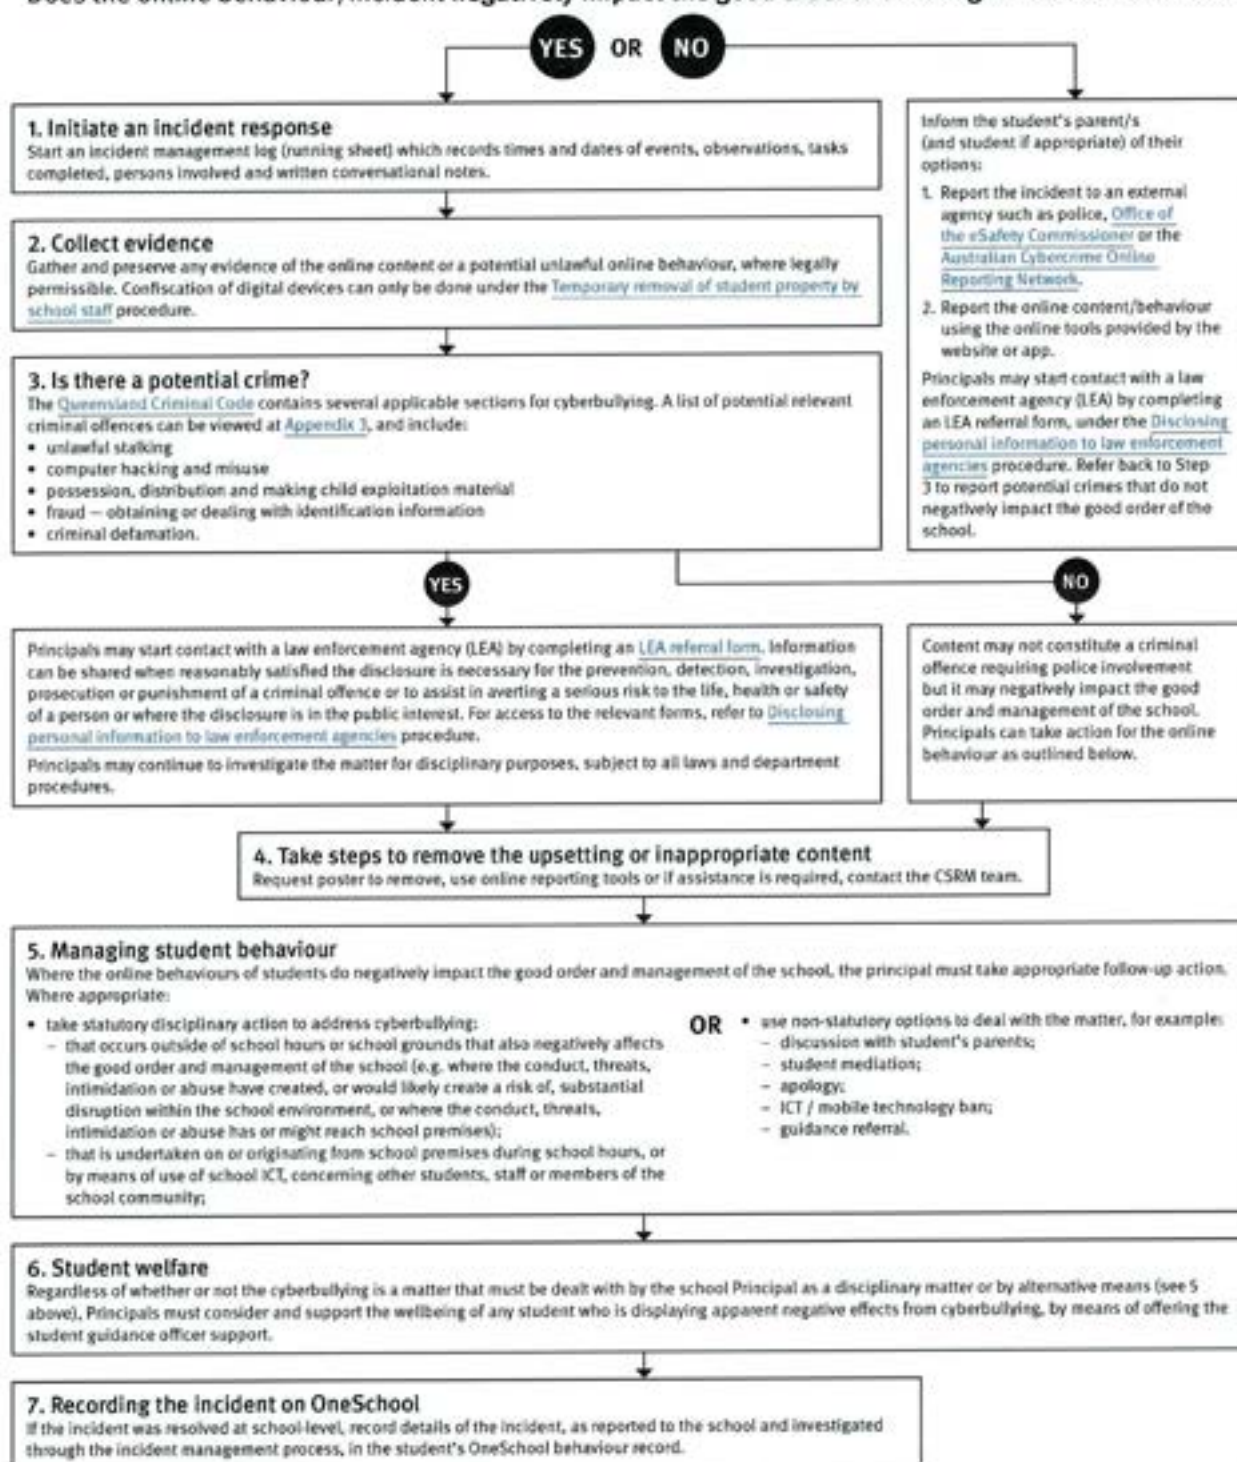 YES OR NO
1. Initiate an incident response
Start an incident management log (running sheet) which records times and dates of events, observations, tasks
completed, persons involved and written conversational notes.
2. Collect evidence
Gather and preserve any evidence of the online content or a potential unlawful online behaviour, where legally
permissible. Confiscation of digital devices can only be done under the Temporary removal of student property by
school staff procedure.
3. Is there a potential crime?
The Queensland Criminal Code contains several applicable sections for cyberbullying. A list of potential relevant
criminal offences can be viewed at Appendix 3, and include:
• unlawful stalking
• computer hacking and misuse
• possession, distribution and making child exploitation material
• fraud – obtaining or dealing with identification information
• criminal defamation.
Inform the student's parent/s
(and student if appropriate) of their
options:
1. Report the incident to an external
agency such as police, Office of
the eSafety Commissioner or the
Australian Cybercrime Online
Reporting Network.
2. Report the online content/behaviour
using the online tools provided by the
website or app.
Principals may start contact with a law
enforcement agency (LEA) by completing
an LEA referral form, under the Disclosing
personal information to law enforcement
agencies procedure. Refer back to Step
3 to report potential crimes that do not
negatively impact the good order of the
school.
YES
NO
Principals may start contact with a law enforcement agency (LEA) by completing an LEA referral form. Information
can be shared when reasonably satisfied the disclosure is necessary for the prevention, detection, investigation,
prosecution or punishment of a criminal offence or to assist in averting a serious risk to the life, health or safety
of a person or where the disclosure is in the public interest. For access to the relevant forms, refer to Disclosing
personal information to law enforcement agencies procedure.
Principals may continue to investigate the matter for disciplinary purposes, subject to all laws and department
procedures.
Content may not constitute a criminal
offence requiring police involvement
but it may negatively impact the good
order and management of the school.
Principals can take action for the online
behaviour as outlined below.
4. Take steps to remove the upsetting or inappropriate content
Request poster to remove, use online reporting tools or if assistance is required, contact the CSRM team.
5. Managing student behaviour
Where the online behaviours of students do negatively impact the good order and management of the school, the principal must take appropriate follow-up action.
Where appropriate:
• take statutory disciplinary action to address cyberbullying:
– that occurs outside of school hours or school grounds that also negatively affects
the good order and management of the school (e.g. where the conduct, threats,
intimidation or abuse have created, or would likely create a risk of, substantial
disruption within the school environment, or where the conduct, threats,
intimidation or abuse has or might reach school premises);
– that is undertaken on or originating from school premises during school hours, or
by means of use of school ICT, concerning other students, staff or members of the
school community;
OR
• use non-statutory options to deal with the matter, for example:
– discussion with student's parents;
– student mediation;
– apology;
– ICT / mobile technology ban;
– guidance referral.
6. Student welfare
Regardless of whether or not the cyberbullying is a matter that must be dealt with by the school Principal as a disciplinary matter or by alternative means (see 5
above), Principals must consider and support the wellbeing of any student who is displaying apparent negative effects from cyberbullying, by means of offering the
student guidance officer support.
7. Recording the incident on OneSchool
If the incident was resolved at school-level, record details of the incident, as reported to the school and investigated
through the incident management process, in the student's OneSchool behaviour record.